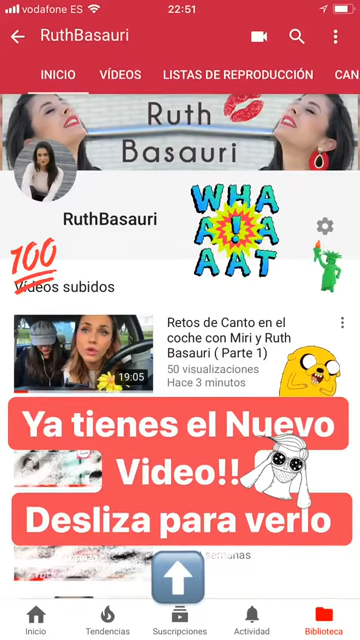 vodafone ES 22:51
RuthBasauri
INICIO VÍDEOS LISTAS DE REPRODUCCIÓN CAN
Ruth
Basauri
RuthBasauri
WHA
A!A
AAT
100
Vídeos subidos
Retos de Canto en el
coche con Miri y Ruth
Basauri ( Parte 1)
50 visualizaciones
Hace 3 minutos
19:05
Ya tienes el Nuevo
Video!!
Desliza para verlo
semanas
Inicio Tendencias Suscripciones Actividad Biblioteca